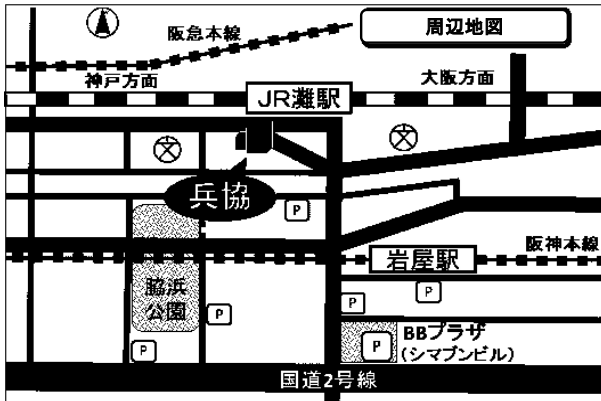 阪急本線
周辺地図
神戸方面
大阪方面
JR灘駅
兵協
P
阪神本線
岩屋駅
脇浜
公園
P
P
P
BBプラザ
P
(シマブンビル)
P
国道2号線